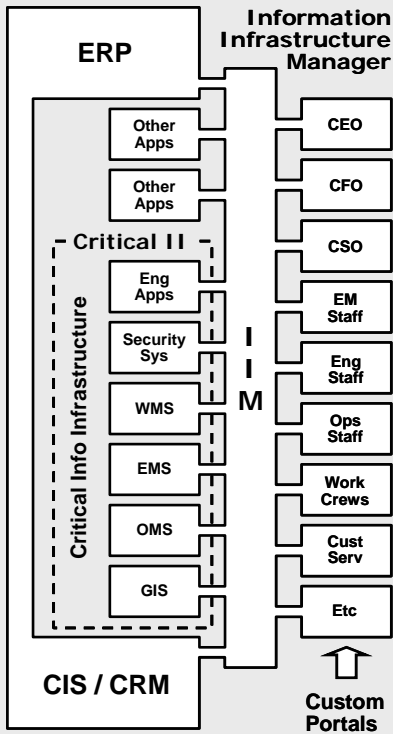 Information
Infrastructure
Manager
ERP
Other
Apps
Other
Apps
Critical II
Critical Info Infrastructure
Eng
Apps
Security
Sys
WMS
EMS
OMS
GIS
CIS / CRM
I
I
M
CEO
CFO
CSO
EM
Staff
Eng
Staff
Ops
Staff
Work
Crews
Cust
Serv
Etc
Custom
Portals